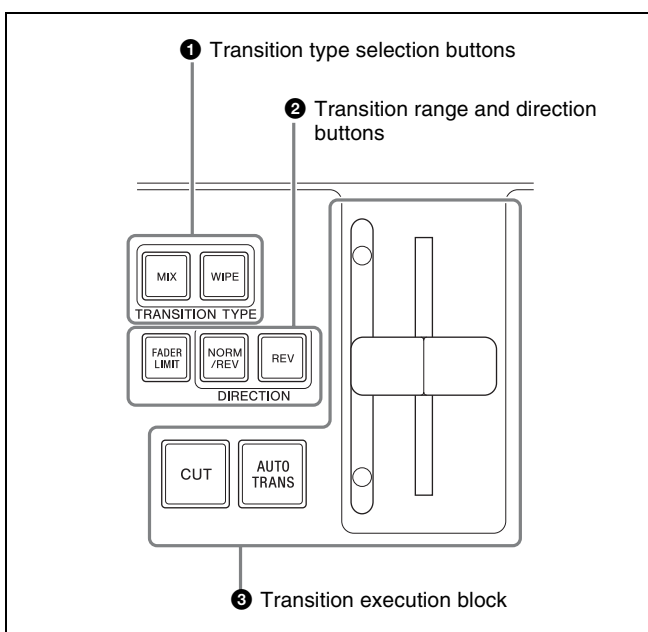 ❶ Transition type selection buttons
❷ Transition range and direction
buttons
MIX
WIPE
TRANSITION TYPE
FADER
LIMIT
NORM
/REV
REV
DIRECTION
CUT
AUTO
TRANS
❸ Transition execution block